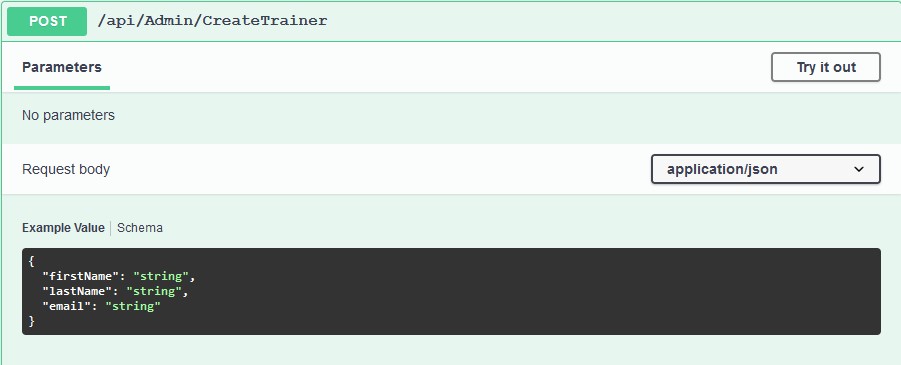 POST /api/Admin/CreateTrainer
Parameters Try it out
No parameters
Request body application/json
Example Value Schema
{
  "firstName": "string",
  "lastName": "string",
  "email": "string"
}